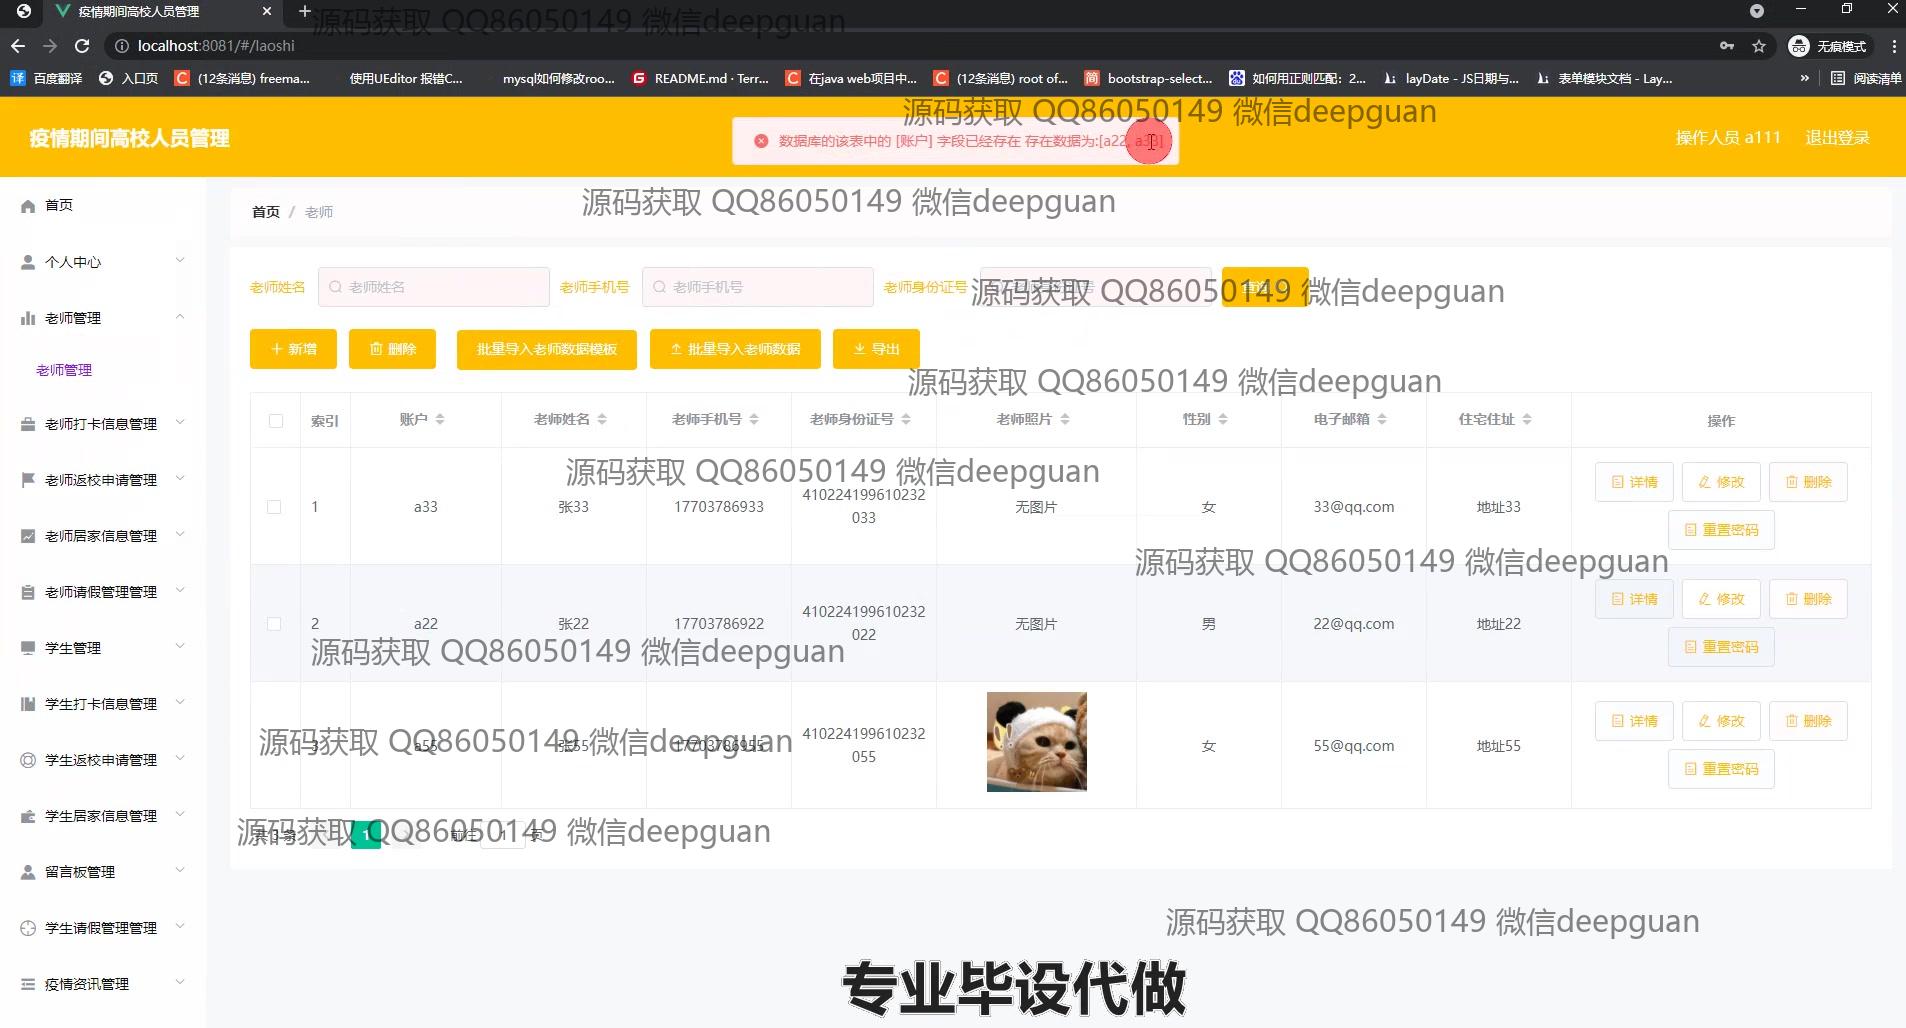 疫情期间高校人员管理
源码获取 QQ86050149 微信deepguan
localhost:8081/#/laoshi
无痕模式
百度翻译
入口页
(12条消息) freema...
使用UEditor 报错C...
mysql如何修改roo...
README.md · Terr...
在java web项目中...
(12条消息) root of...
bootstrap-select...
如何用正则匹配：2...
layDate - JS日期与...
表单模块文档 - Lay...
»
阅读清单
源码获取 QQ86050149 微信deepguan
疫情期间高校人员管理
数据库的该表中的 [账户] 字段已经存在 存在数据为:[a22, a33]
操作人员 a111
退出登录
源码获取 QQ86050149 微信deepguan
首页 / 老师
首页
个人中心
老师管理
老师管理
老师打卡信息管理
老师返校申请管理
老师居家信息管理
老师请假管理管理
学生管理
学生打卡信息管理
学生返校申请管理
学生居家信息管理
留言板管理
学生请假管理管理
疫情资讯管理
老师姓名 老师姓名 老师手机号 老师手机号 老师身份证号
源码获取 QQ86050149 微信deepguan
新增 删除 批量导入老师数据模板 批量导入老师数据 导出
源码获取 QQ86050149 微信deepguan
索引 账户 老师姓名 老师手机号 老师身份证号 老师照片 性别 电子邮箱 住宅住址 操作
源码获取 QQ86050149 微信deepguan
1 a33 张33 17703786933 410224199610232033 无图片 女 33@qq.com 地址33 详情 修改 删除
重置密码
源码获取 QQ86050149 微信deepguan
2 a22 张22 17703786922 410224199610232022 无图片 男 22@qq.com 地址22 详情 修改 删除
重置密码
源码获取 QQ86050149 微信deepguan
3 a55 张55 17703786955 410224199610232055 女 55@qq.com 地址55 详情 修改 删除
重置密码
源码获取 QQ86050149 微信deepguan
共 3 条 1 前往 1 页
源码获取 QQ86050149 微信deepguan
源码获取 QQ86050149 微信deepguan
专业毕设代做